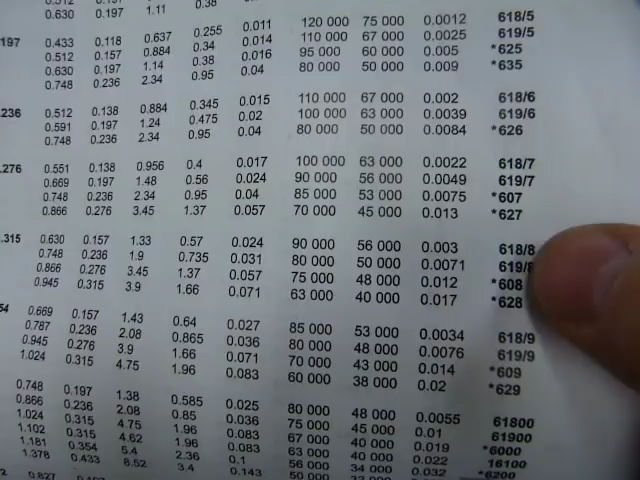 0.630 0.197 1.11 0.38
0.011 120 000 75 000 0.0012 618/5
197 0.433 0.118 0.637 0.255 0.014 110 000 67 000 0.0025 619/5
0.512 0.157 0.884 0.34 0.016 95 000 60 000 0.005 *625
0.630 0.197 1.14 0.38 0.04 80 000 50 000 0.009 *635
0.748 0.236 2.34 0.95
236 0.512 0.138 0.884 0.345 0.015 110 000 67 000 0.002 618/6
0.591 0.197 1.24 0.475 0.02 100 000 63 000 0.0039 619/6
0.748 0.236 2.34 0.95 0.04 80 000 50 000 0.0084 *626
.276 0.551 0.138 0.956 0.4 0.017 100 000 63 000 0.0022 618/7
0.669 0.197 1.48 0.56 0.024 90 000 56 000 0.0049 619/7
0.748 0.236 2.34 0.95 0.04 85 000 53 000 0.0075 *607
0.866 0.276 3.45 1.37 0.057 70 000 45 000 0.013 *627
.315 0.630 0.157 1.33 0.57 0.024 90 000 56 000 0.003 618/8
0.748 0.236 1.9 0.735 0.031 80 000 50 000 0.0071 619/8
0.866 0.276 3.45 1.37 0.057 75 000 48 000 0.012 *608
0.945 0.315 3.9 1.66 0.071 63 000 40 000 0.017 *628
54 0.669 0.157 1.43 0.64 0.027 85 000 53 000 0.0034 618/9
0.787 0.236 2.08 0.865 0.036 80 000 48 000 0.0076 619/9
0.945 0.276 3.9 1.66 0.071 70 000 43 000 0.014 *609
1.024 0.315 4.75 1.96 0.083 60 000 38 000 0.02 *629
0.748 0.197 1.38 0.585 0.025 80 000 48 000 0.0055 61800
0.866 0.236 2.08 0.85 0.036 75 000 45 000 0.01 61900
1.024 0.315 4.75 1.96 0.083 67 000 40 000 0.019 *6000
1.102 0.315 4.62 1.96 0.083 63 000 40 000 0.022 16100
1.181 0.354 5.4 2.36 0.1 56 000 34 000 0.032 *6200
1.378 0.433 8.52 3.4 0.143 50 000
2 0.827